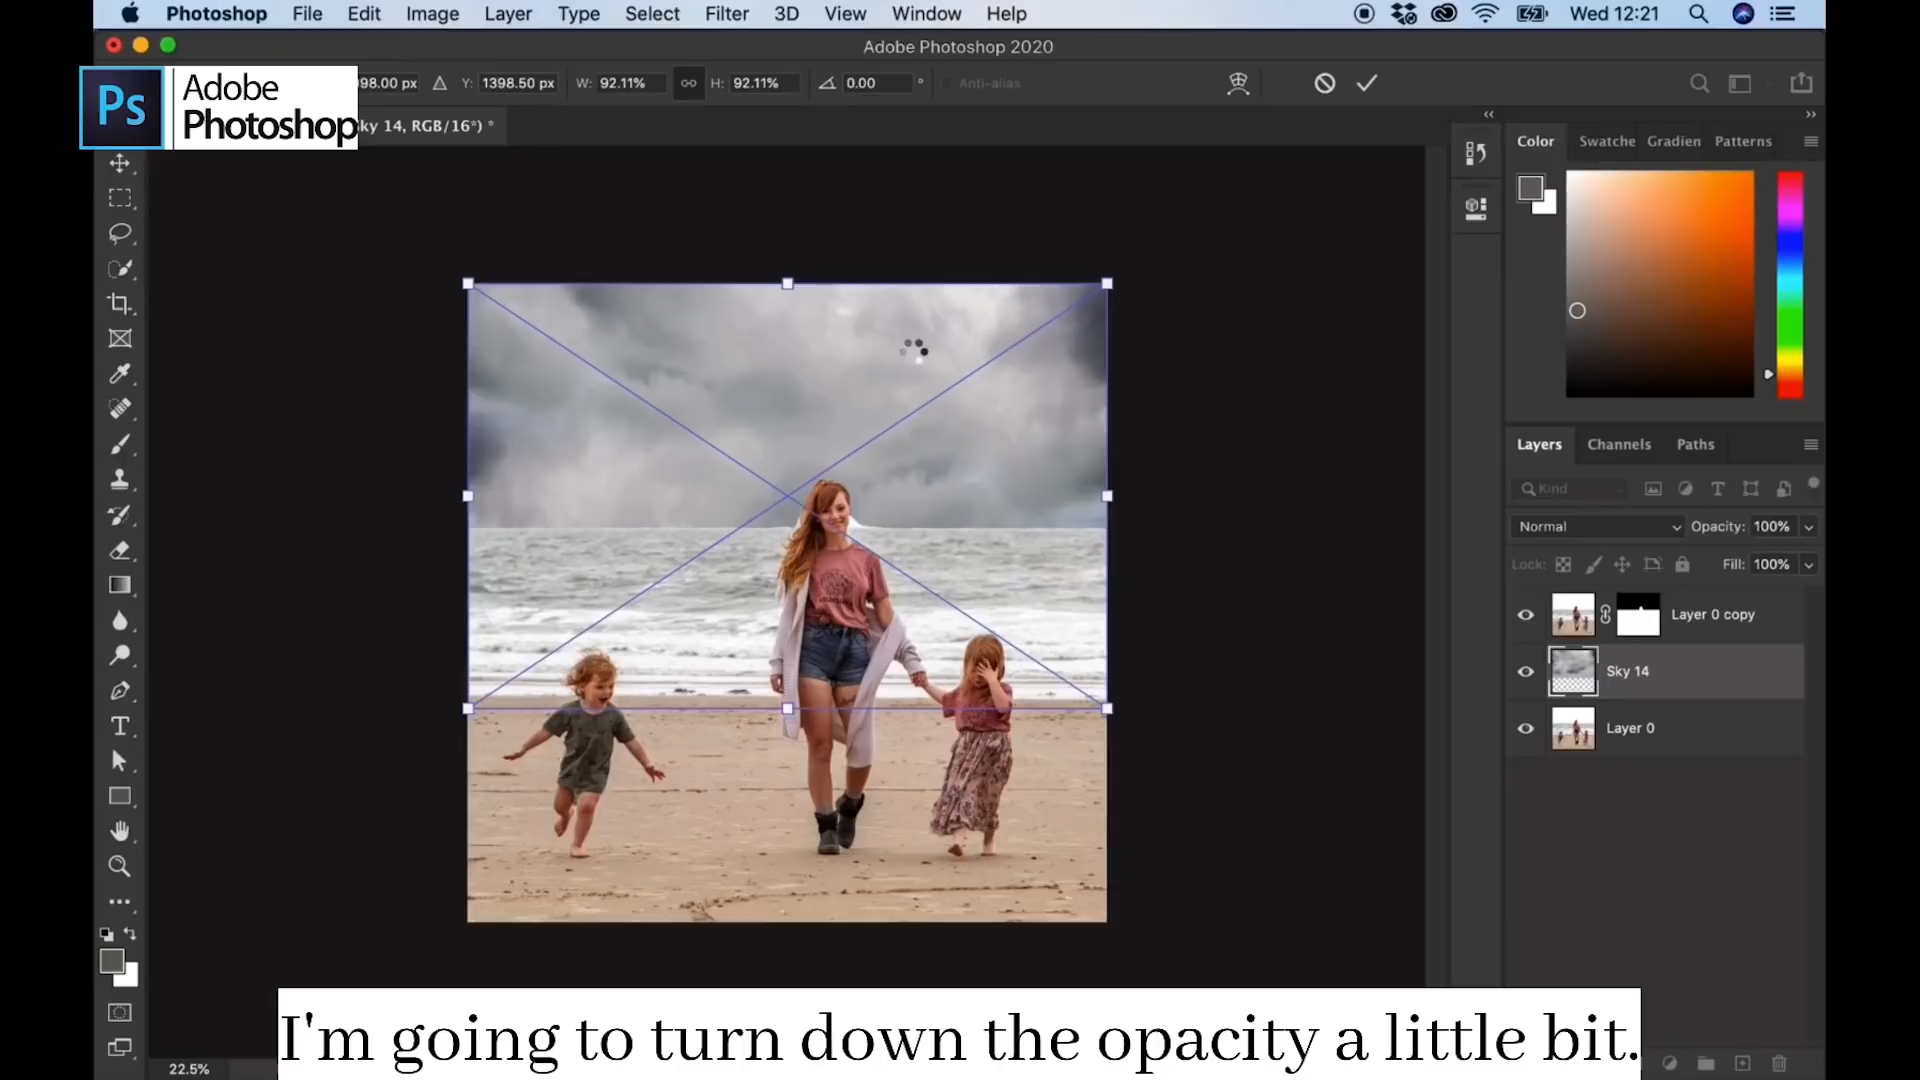 Photoshop File Edit Image Layer Type Select Filter 3D View Window Help Wed 12:21
Adobe Photoshop 2020
98.00 px Y: 1398.50 px W: 92.11% H: 92.11% 0.00 ° Anti-alias
Ps Adobe
Photoshop
ky 14, RGB/16*) *
Color Swatche Gradien Patterns
Layers Channels Paths
Kind
Normal Opacity: 100%
Lock: Fill: 100%
Layer 0 copy
Sky 14
Layer 0
I'm going to turn down the opacity a little bit.
22.5%